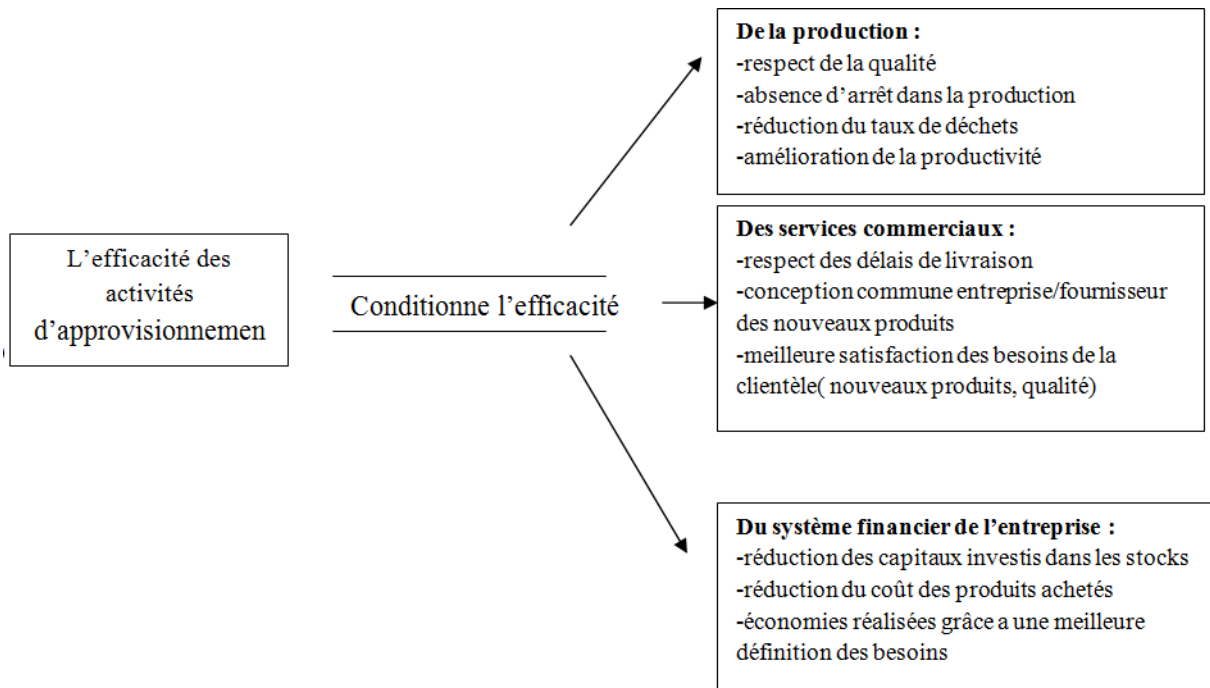 L'efficacité des
activités
d'approvisionnemen
Conditionne l'efficacité
De la production :
-respect de la qualité
-absence d'arrêt dans la production
-réduction du taux de déchets
-amélioration de la productivité
Des services commerciaux :
-respect des délais de livraison
-conception commune entreprise/fournisseur
des nouveaux produits
-meilleure satisfaction des besoins de la
clientèle( nouveaux produits, qualité)
Du système financier de l'entreprise :
-réduction des capitaux investis dans les stocks
-réduction du coût des produits achetés
-économies réalisées grâce a une meilleure
définition des besoins